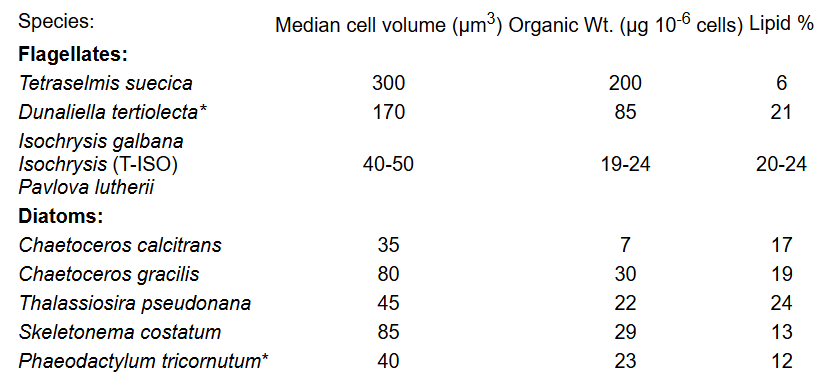 Species: Median cell volume (µm³) Organic Wt. (µg 10⁻⁶ cells) Lipid %
Flagellates:
Tetraselmis suecica 300 200 6
Dunaliella tertiolecta* 170 85 21
Isochrysis galbana
Isochrysis (T-ISO) 40-50 19-24 20-24
Pavlova lutherii
Diatoms:
Chaetoceros calcitrans 35 7 17
Chaetoceros gracilis 80 30 19
Thalassiosira pseudonana 45 22 24
Skeletonema costatum 85 29 13
Phaeodactylum tricornutum* 40 23 12